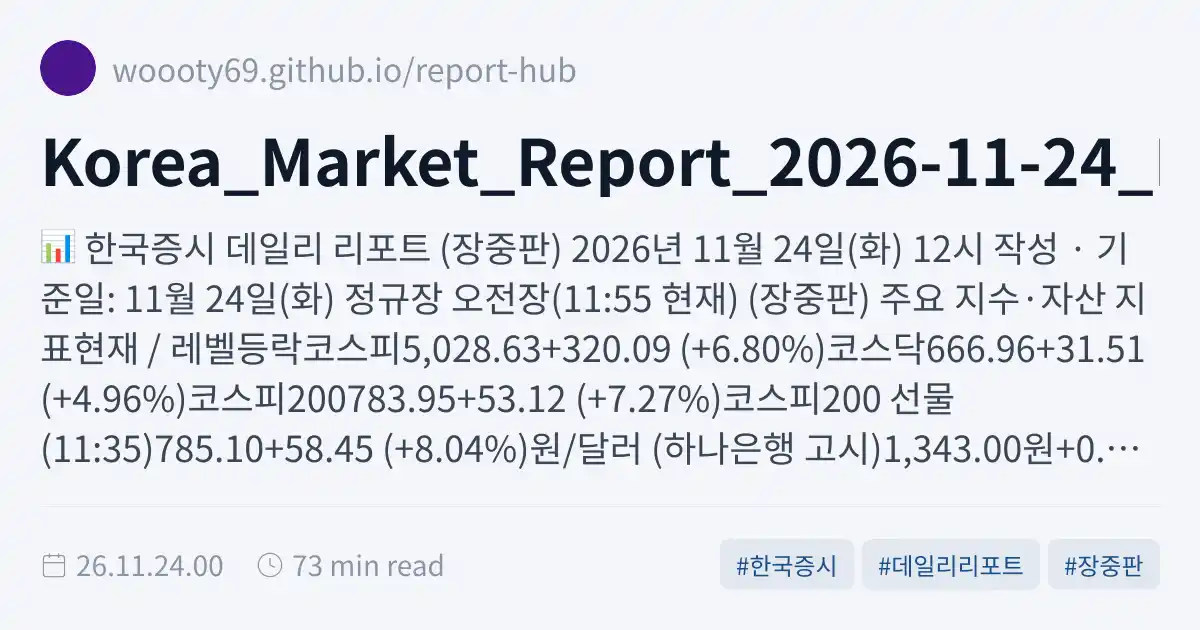 woooty69.github.io/report-hub
Korea_Market_Report_2026-11-24_
📊 한국증시 데일리 리포트 (장중판) 2026년 11월 24일(화) 12시 작성 · 기
준일: 11월 24일(화) 정규장 오전장(11:55 현재) (장중판) 주요 지수·자산 지
표현재 / 레벨등락코스피5,028.63+320.09 (+6.80%)코스닥666.96+31.51
(+4.96%)코스피200783.95+53.12 (+7.27%)코스피200 선물
(11:35)785.10+58.45 (+8.04%)원/달러 (하나은행 고시)1,343.00원+0.…
26.11.24.00
73 min read
#한국증시
#데일리리포트
#장중판